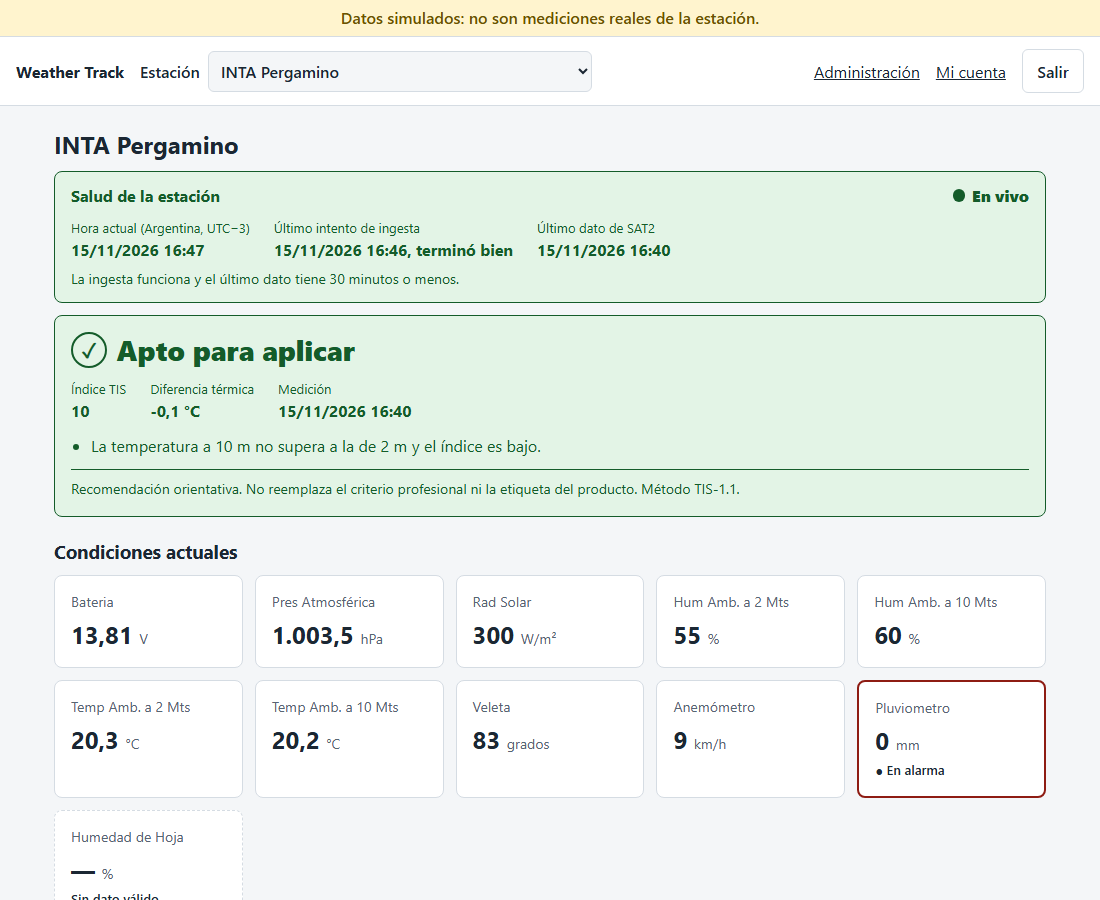 Datos simulados: no son mediciones reales de la estación.
Weather Track Estación INTA Pergamino Administración Mi cuenta Salir
INTA Pergamino
Salud de la estación ● En vivo
Hora actual (Argentina, UTC−3) Último intento de ingesta Último dato de SAT2
15/11/2026 16:47 15/11/2026 16:46, terminó bien 15/11/2026 16:40
La ingesta funciona y el último dato tiene 30 minutos o menos.
✓ Apto para aplicar
Índice TIS Diferencia térmica Medición
10 -0,1 °C 15/11/2026 16:40
• La temperatura a 10 m no supera a la de 2 m y el índice es bajo.
Recomendación orientativa. No reemplaza el criterio profesional ni la etiqueta del producto. Método TIS-1.1.
Condiciones actuales
Bateria Pres Atmosférica Rad Solar Hum Amb. a 2 Mts Hum Amb. a 10 Mts
13,81 V 1.003,5 hPa 300 W/m² 55 % 60 %
Temp Amb. a 2 Mts Temp Amb. a 10 Mts Veleta Anemómetro Pluviometro
20,3 °C 20,2 °C 83 grados 9 km/h 0 mm
● En alarma
Humedad de Hoja
— %
Sin dato válido